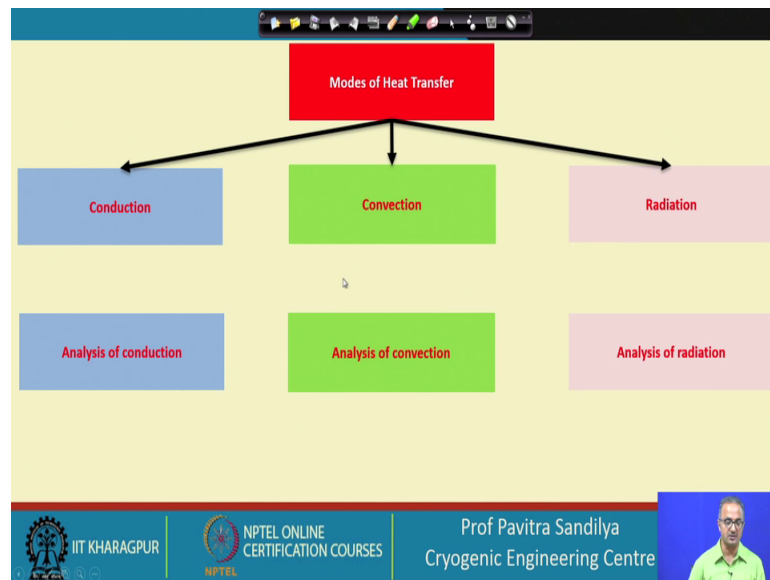 Modes of Heat Transfer
Conduction
Convection
Radiation
Analysis of conduction
Analysis of convection
Analysis of radiation
IIT KHARAGPUR
NPTEL
NPTEL ONLINE
CERTIFICATION COURSES
Prof Pavitra Sandilya
Cryogenic Engineering Centre